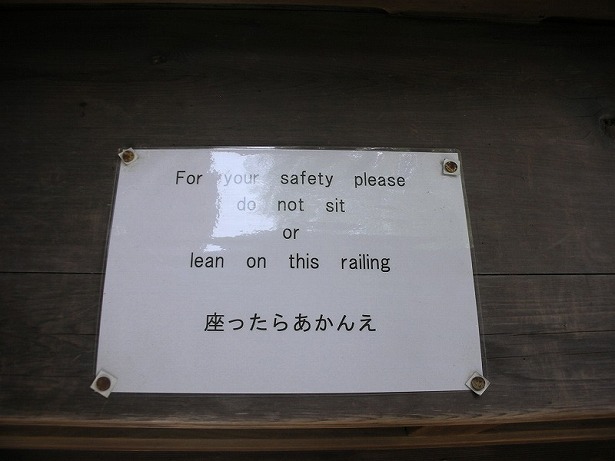 For your safety please
do not sit
or
lean on this railing
座ったらあかんえ